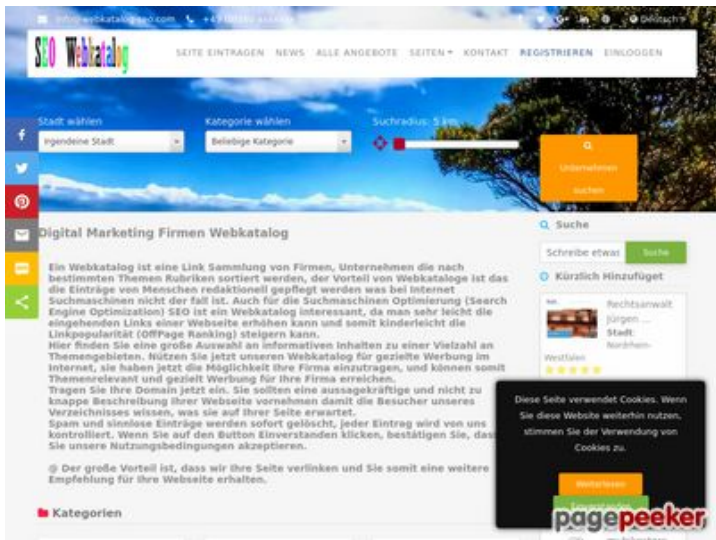 info@webkatalog-seo.com
Deutsch
SEO Webkatalog
SEITE EINTRAGEN NEWS ALLE ANGEBOTE SEITEN KONTAKT REGISTRIEREN EINLOGGEN
Stadt wählen Kategorie wählen Suchradius: 5 km
Irgendeine Stadt Beliebige Kategorie
Unternehmen
suchen
Digital Marketing Firmen Webkatalog
Ein Webkatalog ist eine Link Sammlung von Firmen, Unternehmen die nach
bestimmten Themen Rubriken sortiert werden, der Vorteil von Webkataloge ist das
die Einträge von Menschen redaktionell gepflegt werden was bei Internet
Suchmaschinen nicht der fall ist. Auch für die Suchmaschinen Optimierung (Search
Engine Optimization) SEO ist ein Webkatalog interessant, da man sehr leicht die
eingehenden Links einer Webseite erhöhen kann und somit kinderleicht die
Linkpopularität (OffPage Ranking) steigern kann.
Hier finden Sie eine große Auswahl an informativen Inhalten zu einer Vielzahl an
Themengebieten. Nützen Sie jetzt unseren Webkatalog für gezielte Werbung im
Internet, sie haben jetzt die Möglichkeit Ihre Firma einzutragen, und können somit
Themenrelevant und gezielt Werbung für Ihre Firma erreichen.
Tragen Sie Ihre Domain jetzt ein. Sie sollten eine aussagekräftige und nicht zu
knappe Beschreibung Ihrer Webseite vornehmen damit die Besucher unseres
Verzeichnisses wissen, was sie auf Ihrer Seite erwartet.
Spam und sinnlose Einträge werden sofort gelöscht, jeder Eintrag wird von uns
kontrolliert. Wenn Sie auf den Button Einverstanden klicken, bestätigen Sie, dass
Sie unsere Nutzungsbedingungen akzeptieren.
@ Der große Vorteil ist, dass wir Ihre Seite verlinken und Sie somit eine weitere
Empfehlung für Ihre Webseite erhalten.
Kategorien
Suche
Schreibe etwas Suche
Kürzlich Hinzufüget
Rechtsanwalt
Jürgen ...
Stadt:
Nordrhein-
Westfalen
Diese Seite verwendet Cookies. Wenn
Sie diese Website weiterhin nutzen,
stimmen Sie der Verwendung von
Cookies zu.
Weiterlesen
pagepeeker